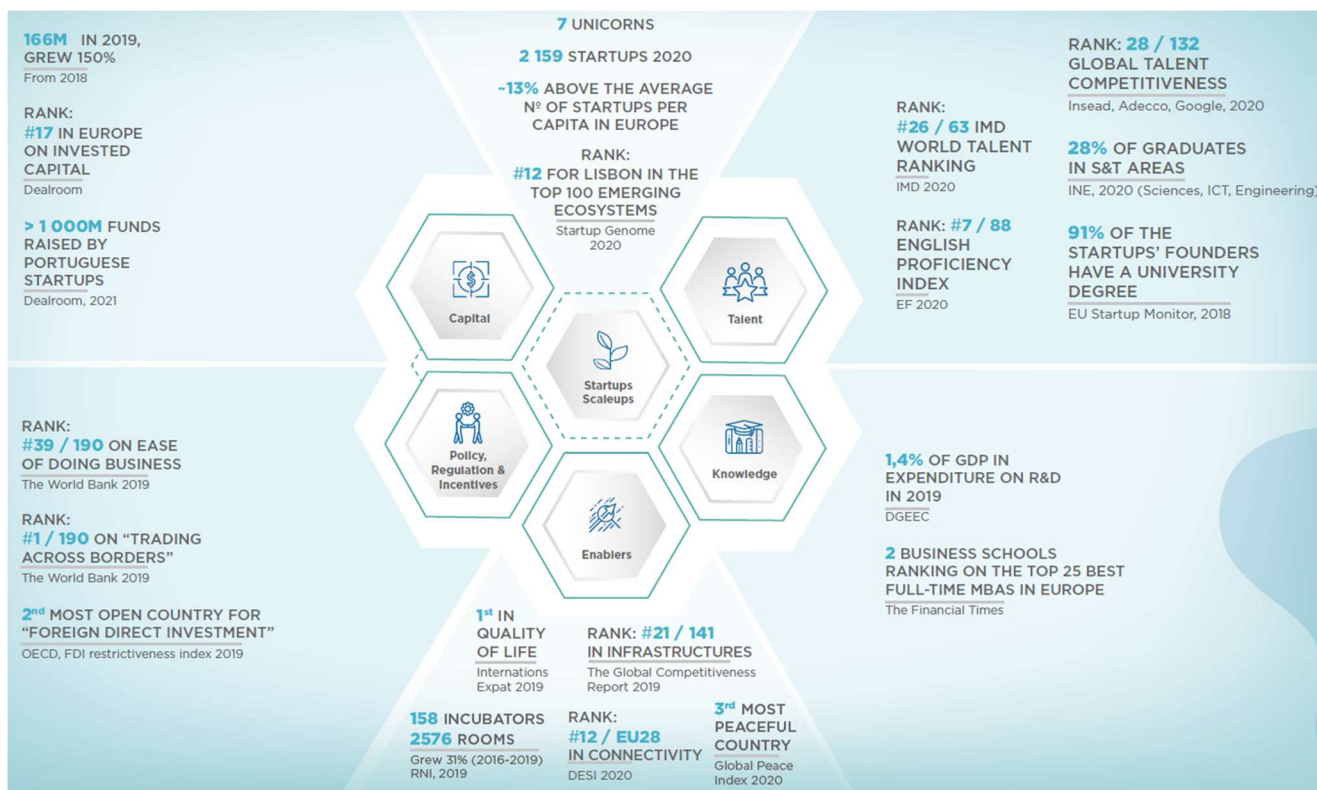 166M IN 2019,
GREW 150%
From 2018
RANK:
#17 IN EUROPE
ON INVESTED
CAPITAL
Dealroom
> 1 000M FUNDS
RAISED BY
PORTUGUESE
STARTUPS
Dealroom, 2021
7 UNICORNS
2 159 STARTUPS 2020
~13% ABOVE THE AVERAGE
Nº OF STARTUPS PER
CAPITA IN EUROPE
RANK:
#12 FOR LISBON IN THE
TOP 100 EMERGING
ECOSYSTEMS
Startup Genome
2020
RANK:
#26 / 63 IMD
WORLD TALENT
RANKING
IMD 2020
RANK: #7 / 88
ENGLISH
PROFICIENCY
INDEX
EF 2020
RANK: 28 / 132
GLOBAL TALENT
COMPETITIVENESS
Insead, Adecco, Google, 2020
28% OF GRADUATES
IN S&T AREAS
INE, 2020 (Sciences, ICT, Engineering)
91% OF THE
STARTUPS' FOUNDERS
HAVE A UNIVERSITY
DEGREE
EU Startup Monitor, 2018
Capital
Talent
Startups
Scaleups
Policy,
Regulation &
Incentives
Knowledge
Enablers
RANK:
#39 / 190 ON EASE
OF DOING BUSINESS
The World Bank 2019
RANK:
#1 / 190 ON "TRADING
ACROSS BORDERS"
The World Bank 2019
2nd MOST OPEN COUNTRY FOR
"FOREIGN DIRECT INVESTMENT"
OECD, FDI restrictiveness index 2019
1,4% OF GDP IN
EXPENDITURE ON R&D
IN 2019
DGEEC
2 BUSINESS SCHOOLS
RANKING ON THE TOP 25 BEST
FULL-TIME MBAS IN EUROPE
The Financial Times
1st IN
QUALITY
OF LIFE
Internations
Expat 2019
RANK: #21 / 141
IN INFRASTRUCTURES
The Global Competitiveness
Report 2019
158 INCUBATORS
2576 ROOMS
Grew 31% (2016-2019)
RNI, 2019
RANK:
#12 / EU28
IN CONNECTIVITY
DESI 2020
3rd MOST
PEACEFUL
COUNTRY
Global Peace
Index 2020